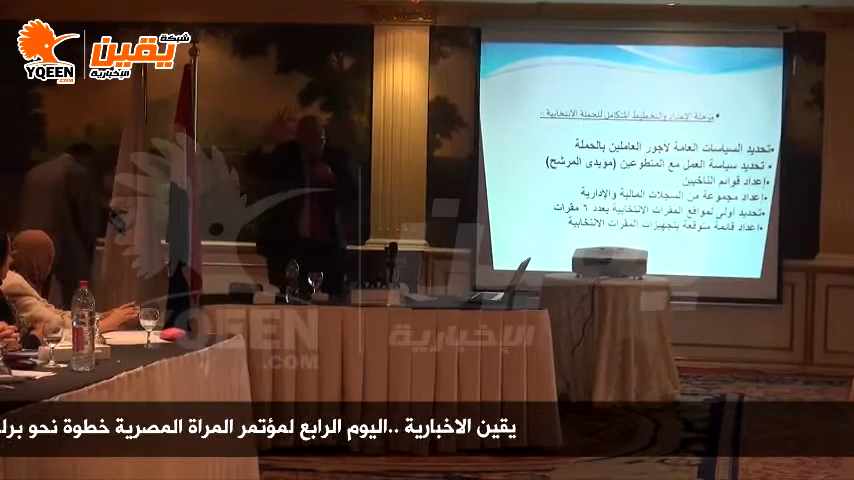 شبكة
يقين
الإخبارية
YQEEN
.COM
• مرحلة الإعداد والتخطيط المتكامل للحملة الانتخابية :-
•تحديد السياسات العامة لاجور العاملين بالحملة
• تحديد سياسة العمل مع المتطوعين (مويدى المرشح)
•إعداد قوائم الناخبين
•إعداد مجموعة من السجلات المالية والإدارية
•تحديد أولى لمواقع المقرات الانتخابية بعدد ٦ مقرات
•إعداد قائمة متوقعة بتجهيزات المقرات الانتخابية
يقين
الإخبارية
YQEEN
.COM
يقين الاخبارية ..اليوم الرابع لمؤتمر المراة المصرية خطوة نحو برل